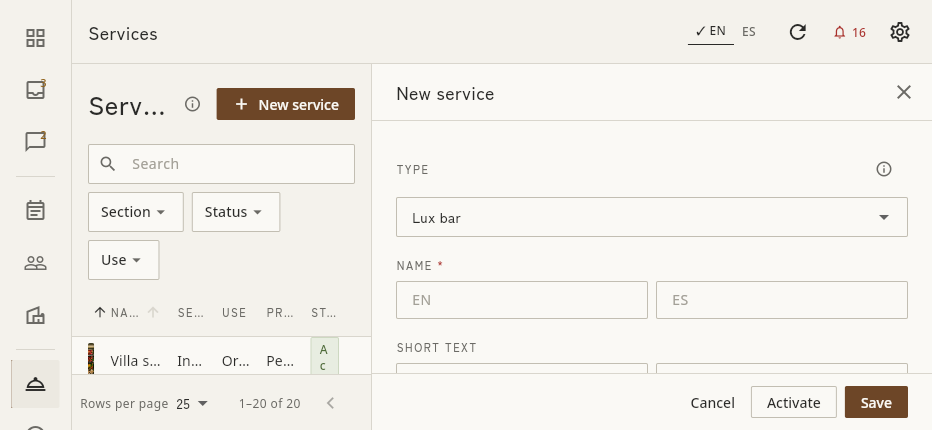 Services
✓ EN ES
16
3
2
Serv...
+ New service
Search
Section
Status
Use
NA... SE... USE PR... ST...
Villa s... In... Or... Pe... Ac
Rows per page 25 1–20 of 20
New service
TYPE
Lux bar
NAME *
EN
ES
SHORT TEXT
Cancel
Activate
Save